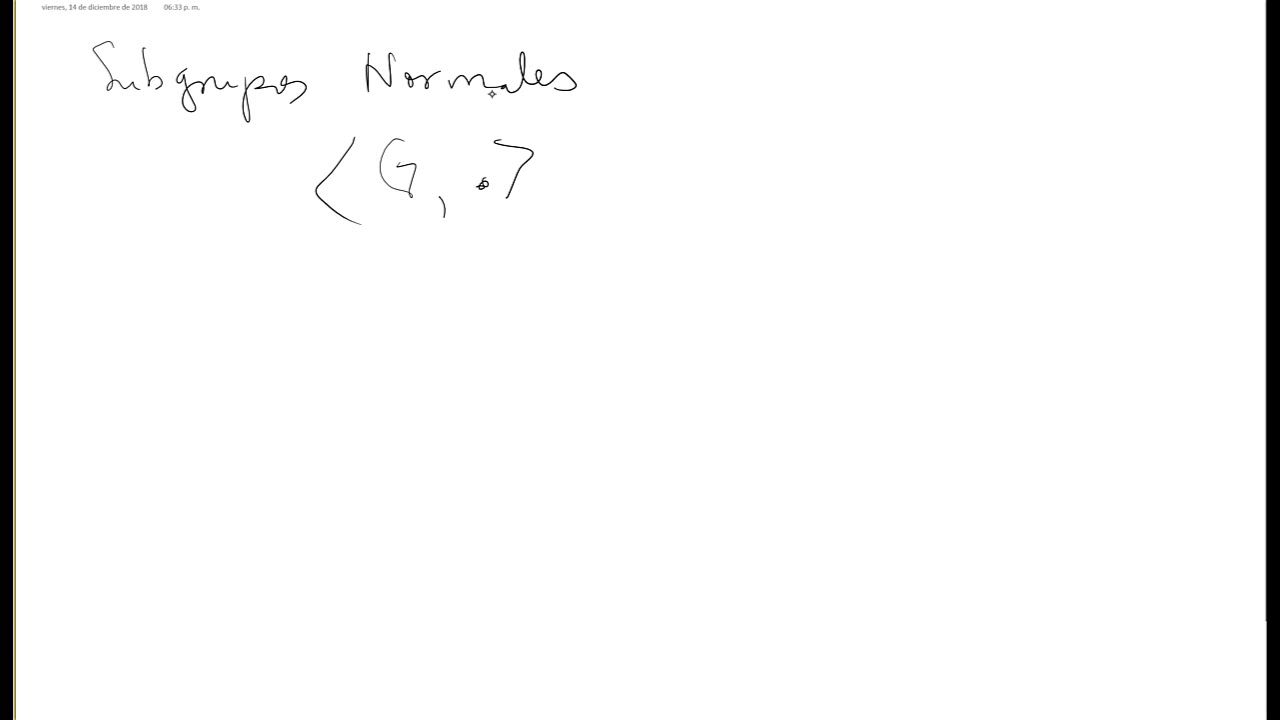 viernes, 14 de diciembre de 2018 06:33 p. m.
Subgrupos Normales
⟨G, •⟩